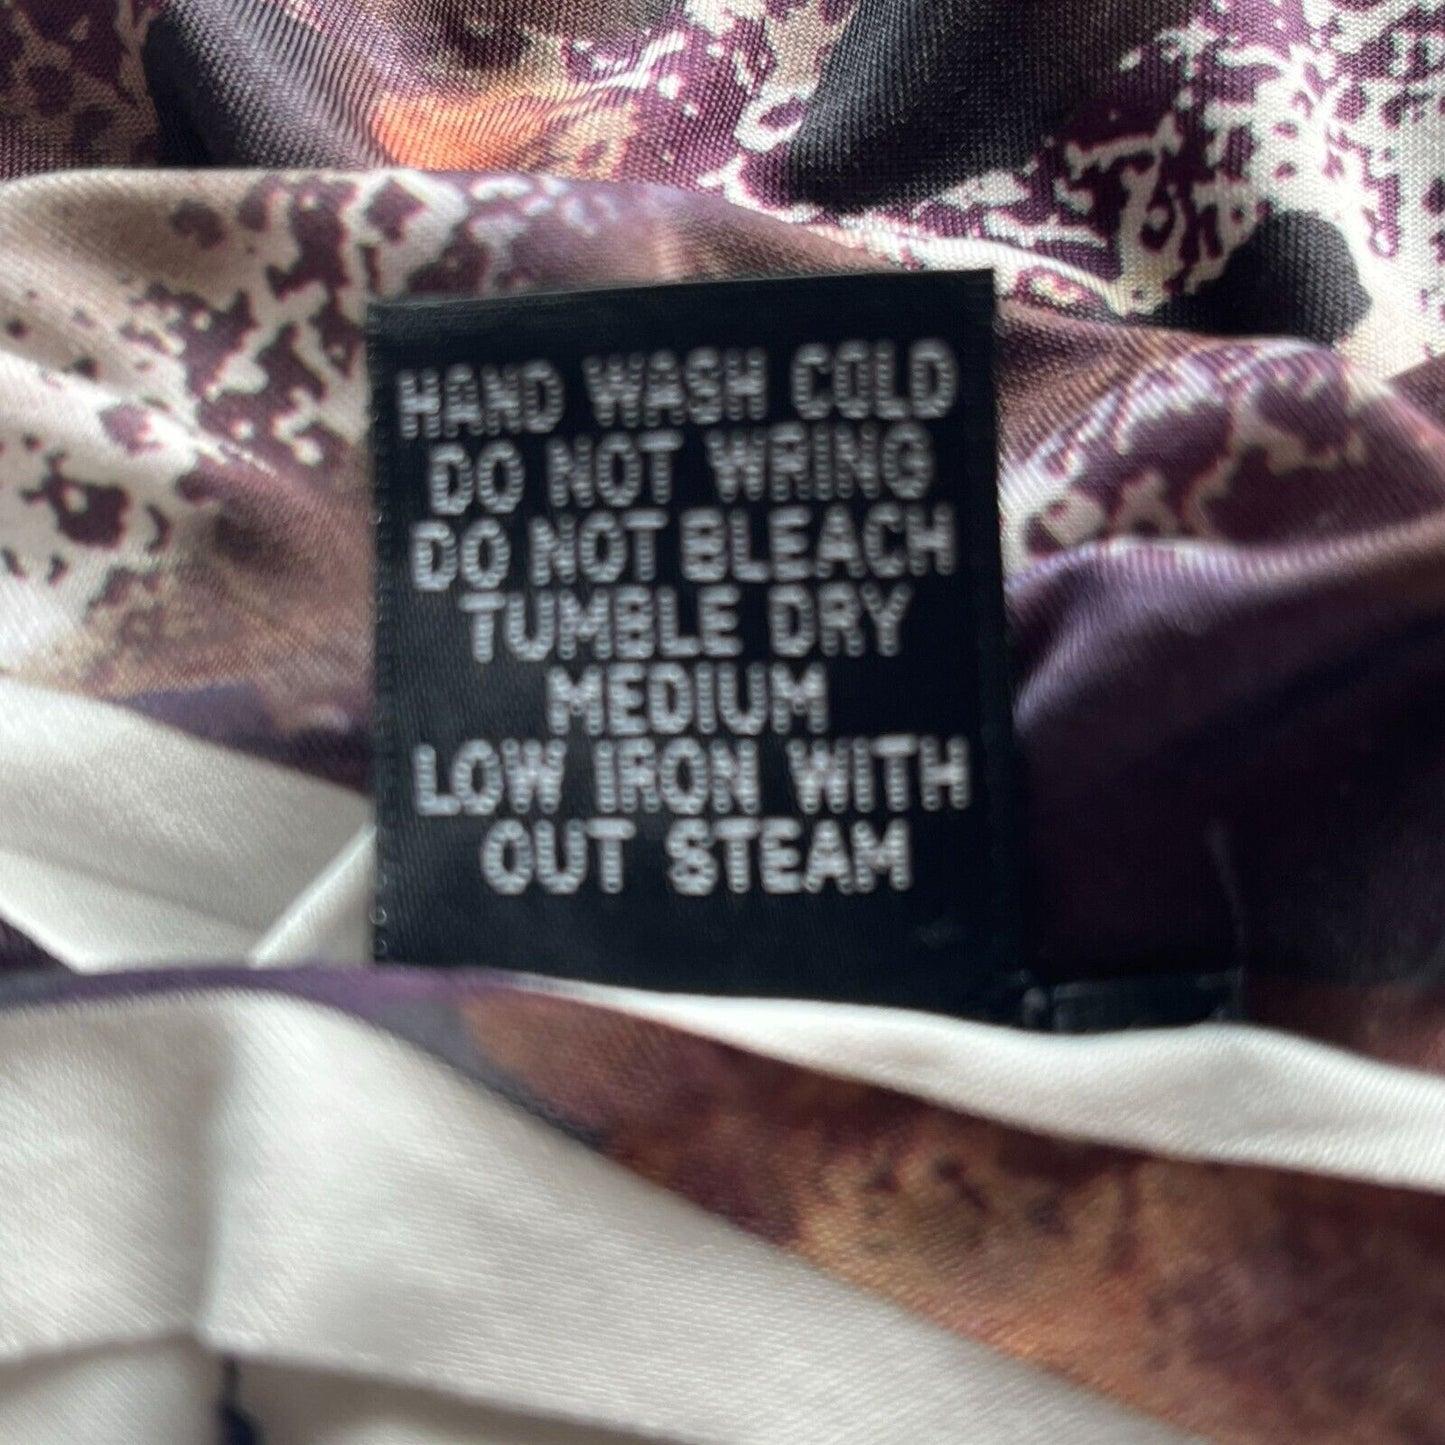 HAND WASH COLD
DO NOT WRING
DO NOT BLEACH
TUMBLE DRY
MEDIUM
LOW IRON WITH
OUT STEAM